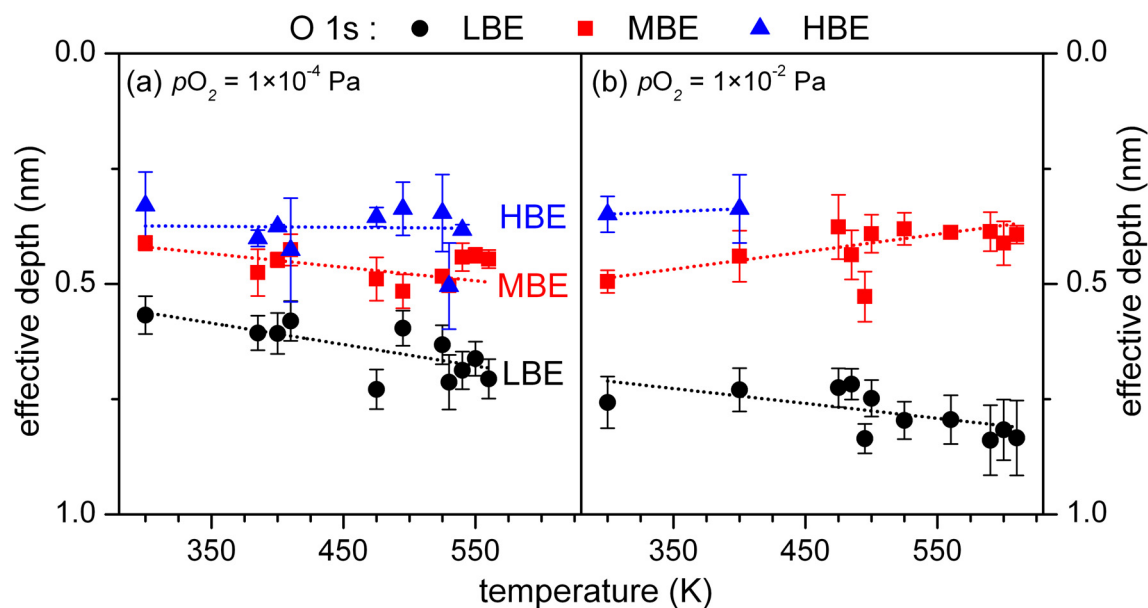 O 1s : LBE MBE HBE
(a) pO₂ = 1×10⁻⁴ Pa
(b) pO₂ = 1×10⁻² Pa
0.0
0.5
1.0
effective depth (nm)
HBE
MBE
LBE
0.0
0.5
1.0
effective depth (nm)
350 450 550 450 550
temperature (K)